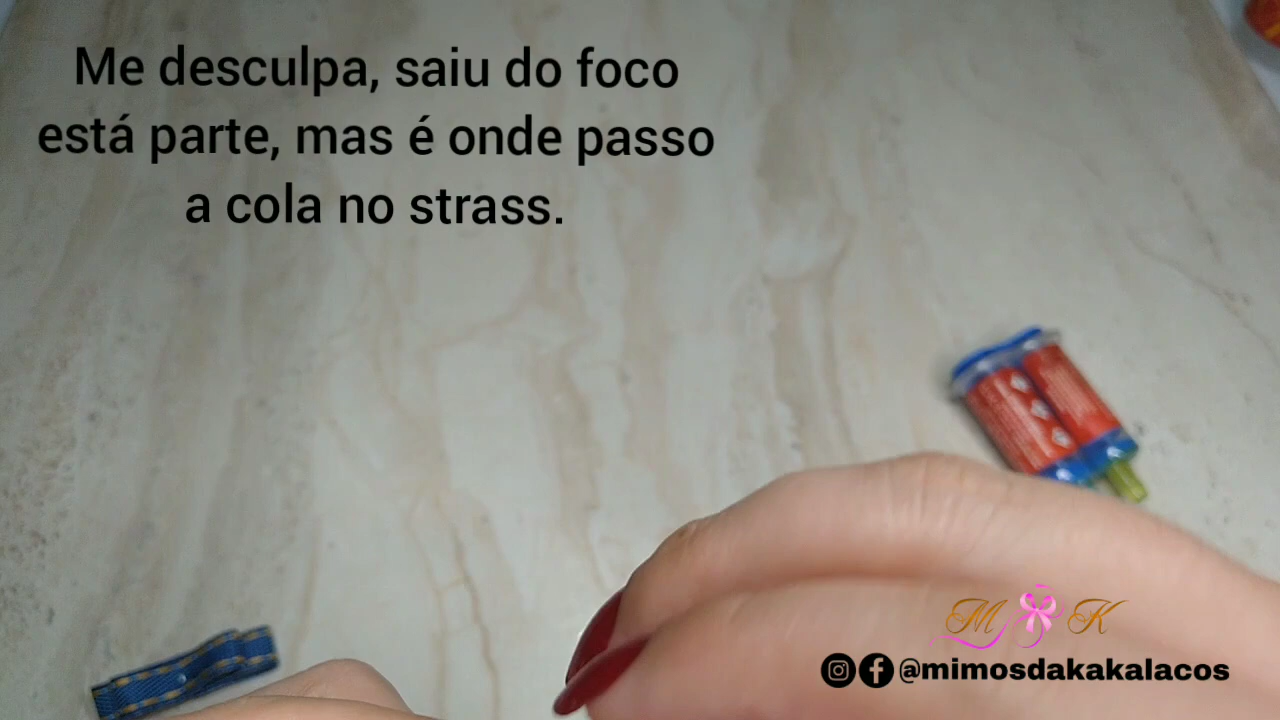 Me desculpa, saiu do foco
está parte, mas é onde passo
a cola no strass.
M K
@mimosdakakalacos